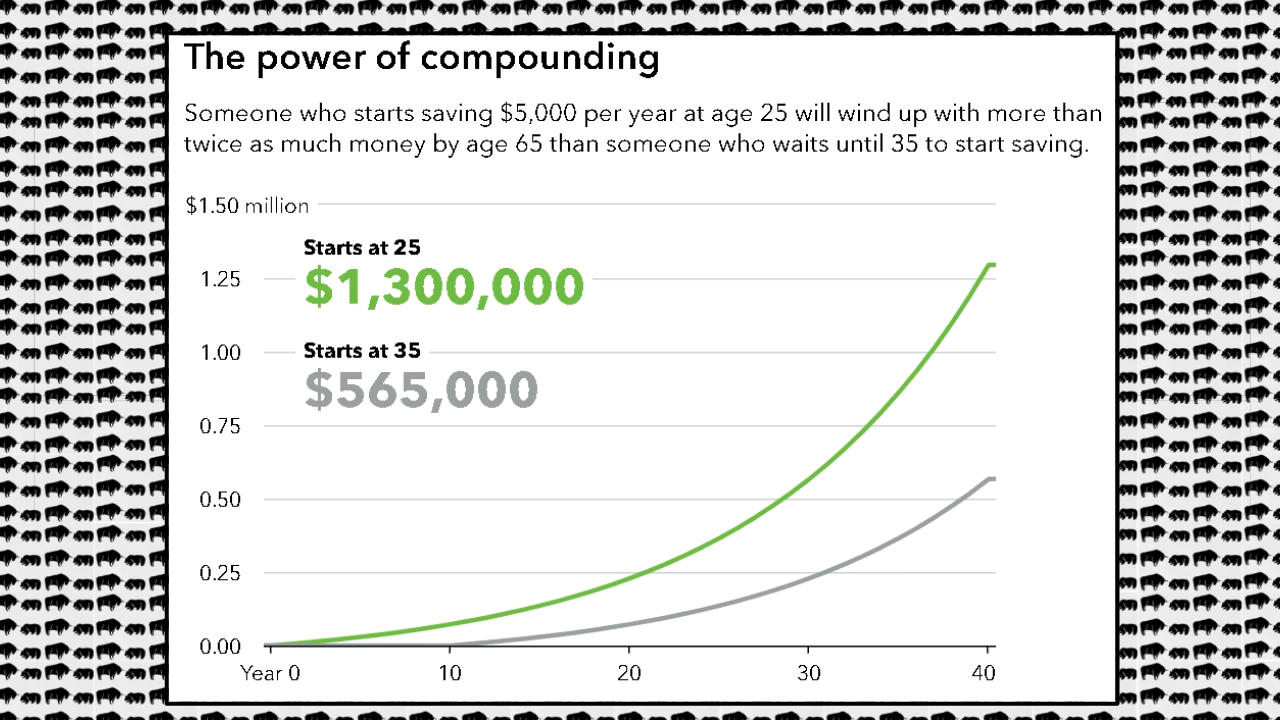 The power of compounding
Someone who starts saving $5,000 per year at age 25 will wind up with more than
twice as much money by age 65 than someone who waits until 35 to start saving.
$1.50 million
Starts at 25
1.25
$1,300,000
1.00
Starts at 35
$565,000
0.75
0.50
0.25
0.00
Year 0 10 20 30 40